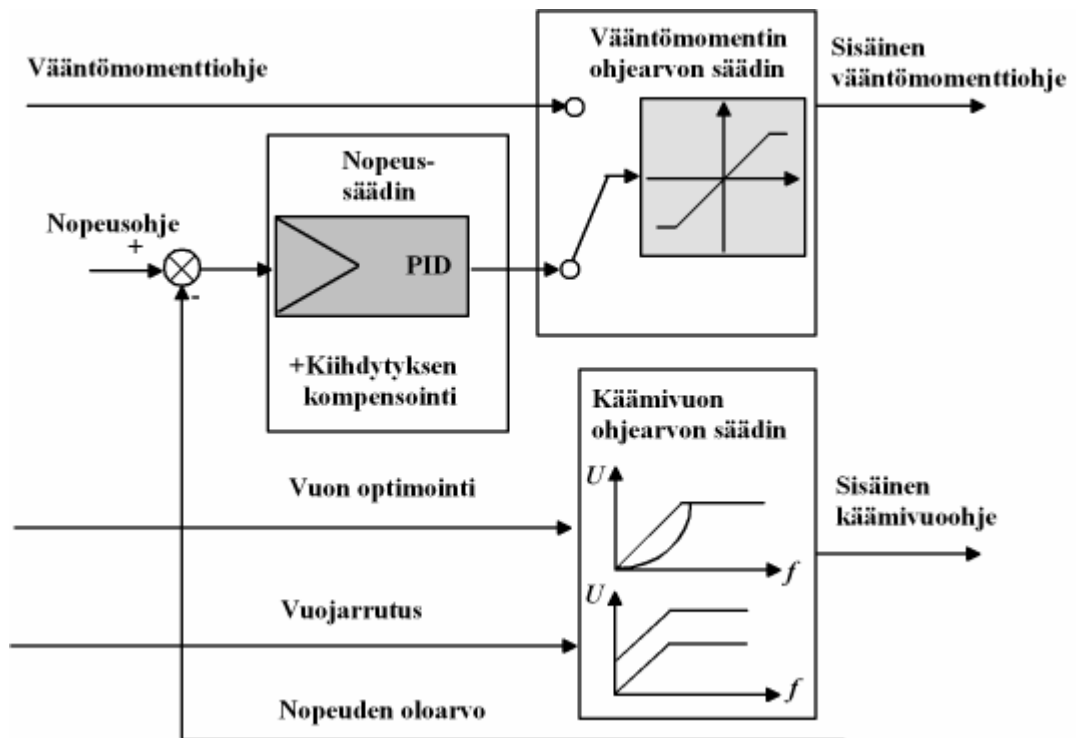 Vääntömomenttiohje
Vääntömomentin
ohjearvon säädin
Sisäinen
vääntömomenttiohje
Nopeus-
säädin
Nopeusohje
+
-
PID
+Kiihdytyksen
kompensointi
Käämivuon
ohjearvon säädin
Vuon optimointi
U
f
Sisäinen
käämivuoohje
Vuojarrutus
U
f
Nopeuden oloarvo